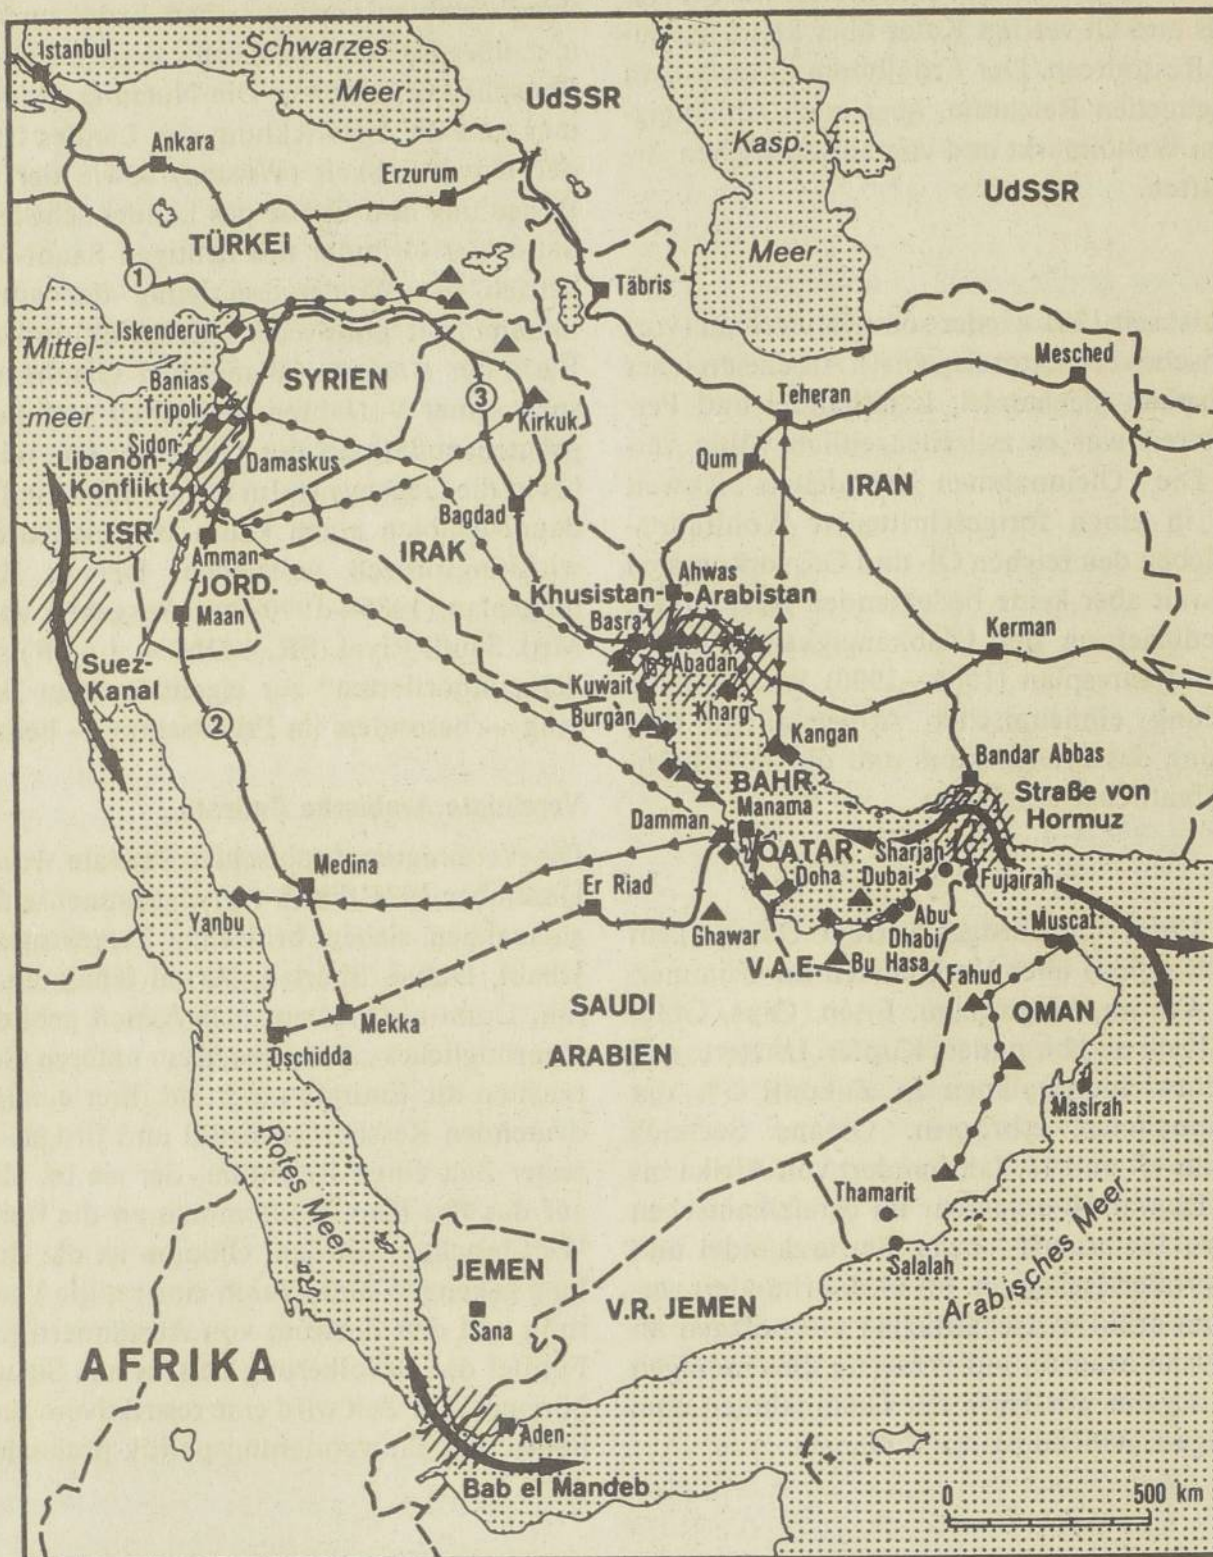 Istanbul
Schwarzes
Meer
UdSSR
Kasp.
Meer
UdSSR
Ankara
Erzurum
TÜRKEI
1
Täbris
Iskenderun
Mittel-
meer
Banias
Tripoli
SYRIEN
3
Kirkuk
Mesched
Teheran
Sidon
Libanon-
Konflikt
Damaskus
Qum
IRAN
ISR.
Bagdad
Amman
IRAK
JORD.
Ahwas
Khusistan-Arabistan
Maan
Basra
Abadan
Kerman
Suez-
Kanal
Kuwait
Kharg
2
Burgan
Kangan
Bandar Abbas
BAHR.
Manama
Straße von
Hormuz
Damman
QATAR
Sharjah
Medina
Er Riad
Doha
Dubai
Fujairah
Yanbu
Ghawar
Abu
Dhabi
Muscat
V.A.E.
Bu Hasa
Fahud
SAUDI
ARABIEN
OMAN
Mekka
Dschidda
Masirah
Rotes Meer
Thamarit
Salalah
Arabisches Meer
JEMEN
V.R. JEMEN
Sana
AFRIKA
Aden
Bab el Mandeb
0 500 km